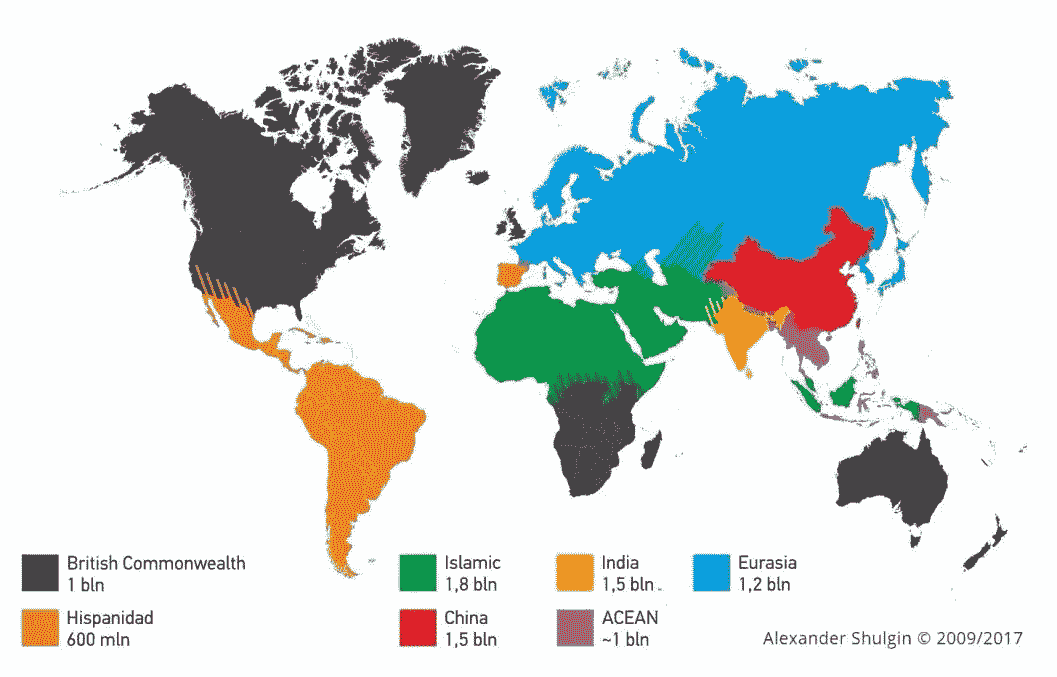 British Commonwealth
1 bln
Hispanidad
600 mln
Islamic
1,8 bln
China
1,5 bln
India
1,5 bln
ACEAN
~1 bln
Eurasia
1,2 bln
Alexander Shulgin © 2009/2017